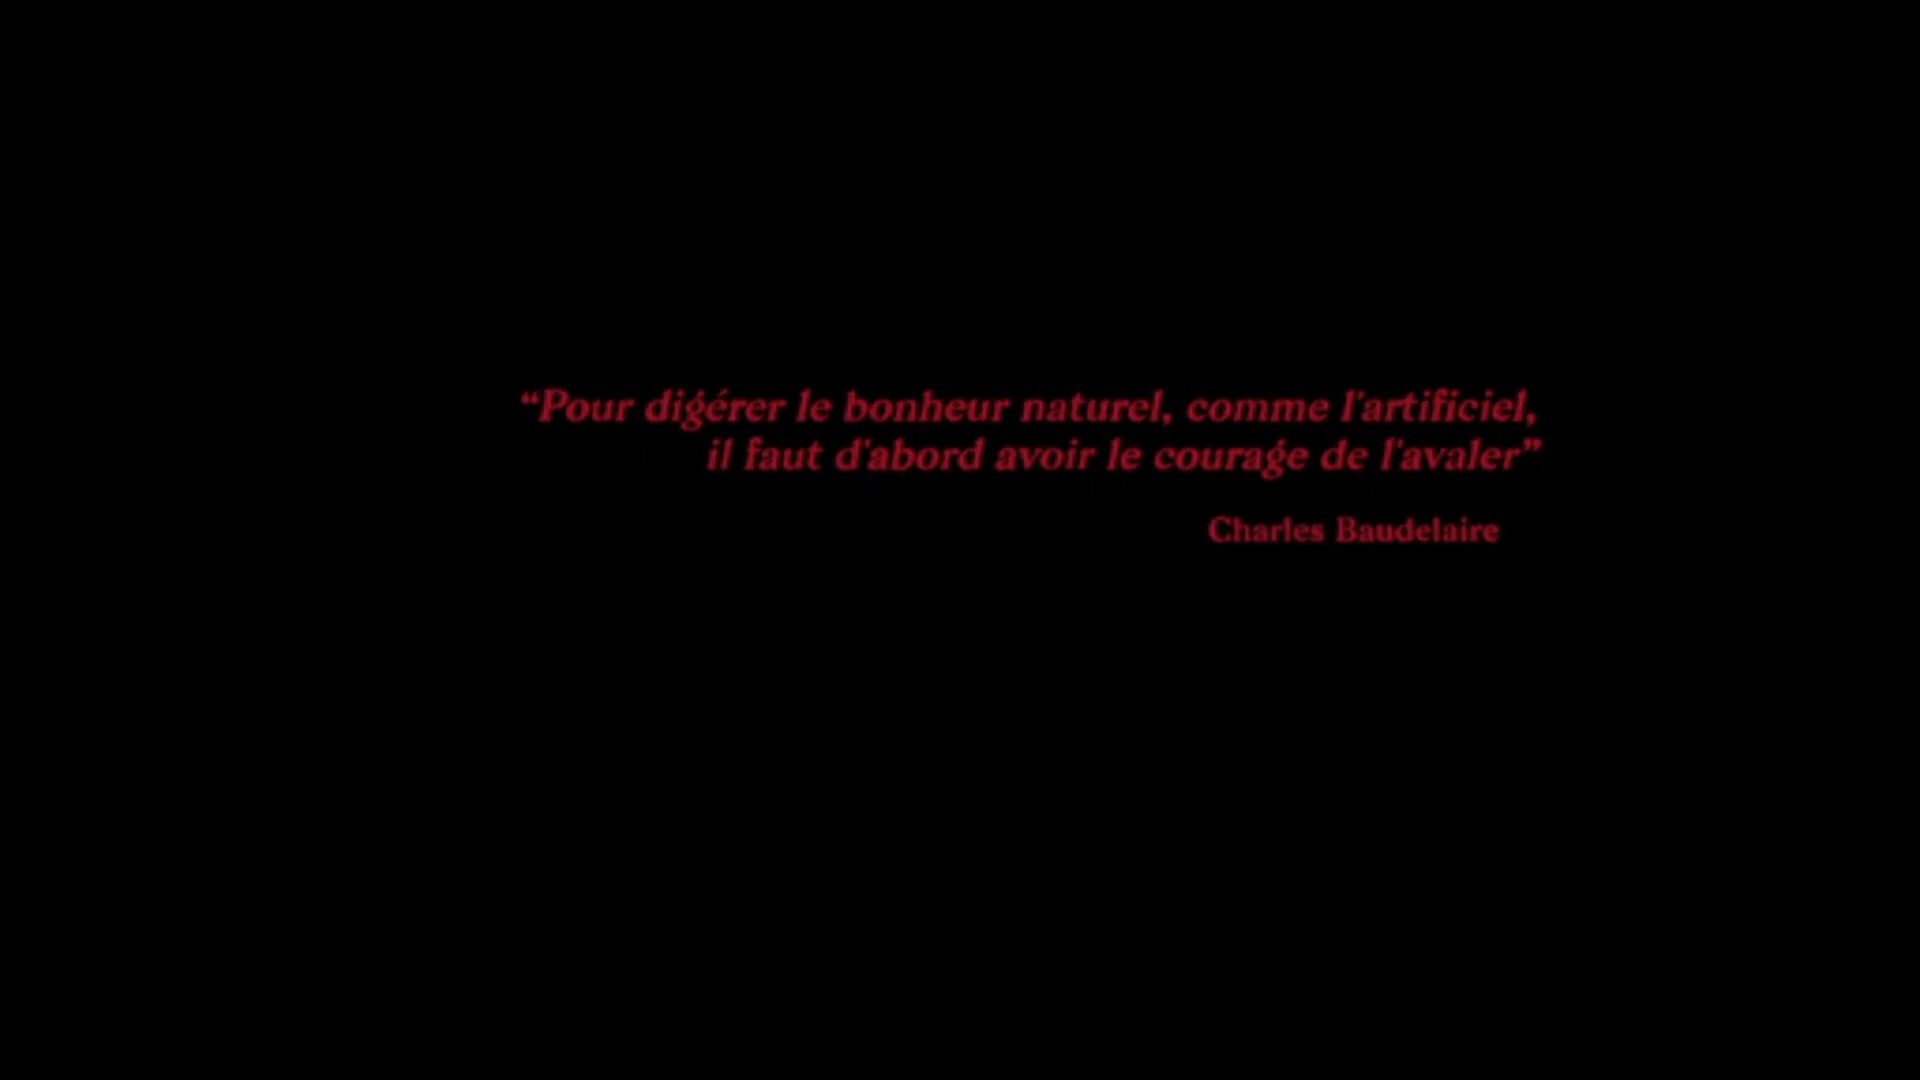 “Pour digérer le bonheur naturel, comme l'artificiel,
il faut d'abord avoir le courage de l'avaler”
Charles Baudelaire